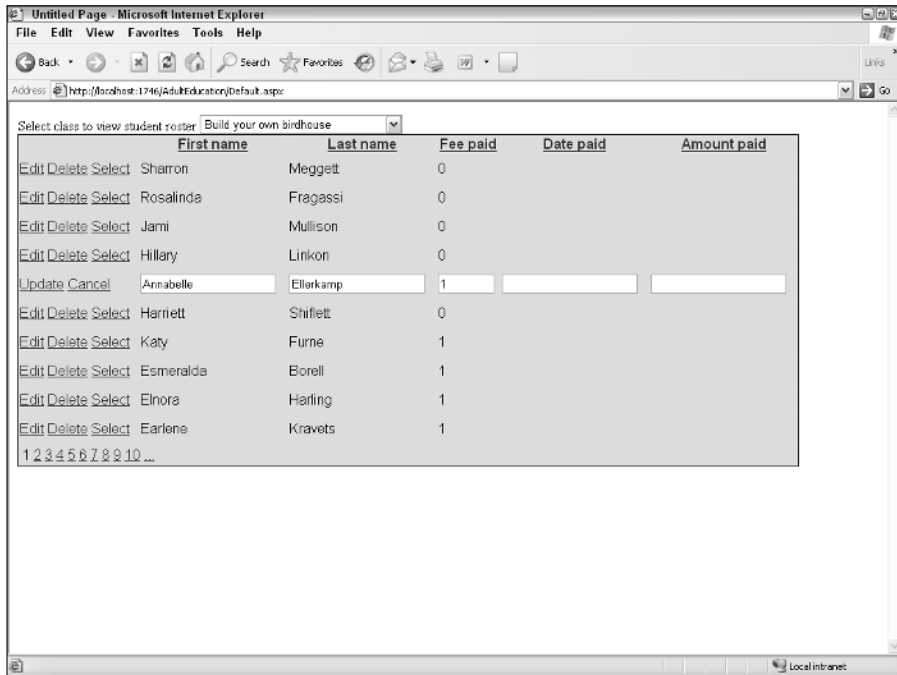 Untitled Page - Microsoft Internet Explorer
File Edit View Favorites Tools Help
Back Search Favorites Links
Address http://localhost:1746/AdultEducation/Default.aspx Go
Select class to view student roster Build your own birdhouse
First name Last name Fee paid Date paid Amount paid
Edit Delete Select Sharron Meggett 0
Edit Delete Select Rosalinda Fragassi 0
Edit Delete Select Jami Mullison 0
Edit Delete Select Hillary Linkon 0
Update Cancel Annabelle Ellerkamp 1
Edit Delete Select Harriett Shiflett 0
Edit Delete Select Katy Furne 1
Edit Delete Select Esmeralda Borell 1
Edit Delete Select Elnora Harling 1
Edit Delete Select Earlene Kravets 1
1 2 3 4 5 6 7 8 9 10 ...
Local intranet